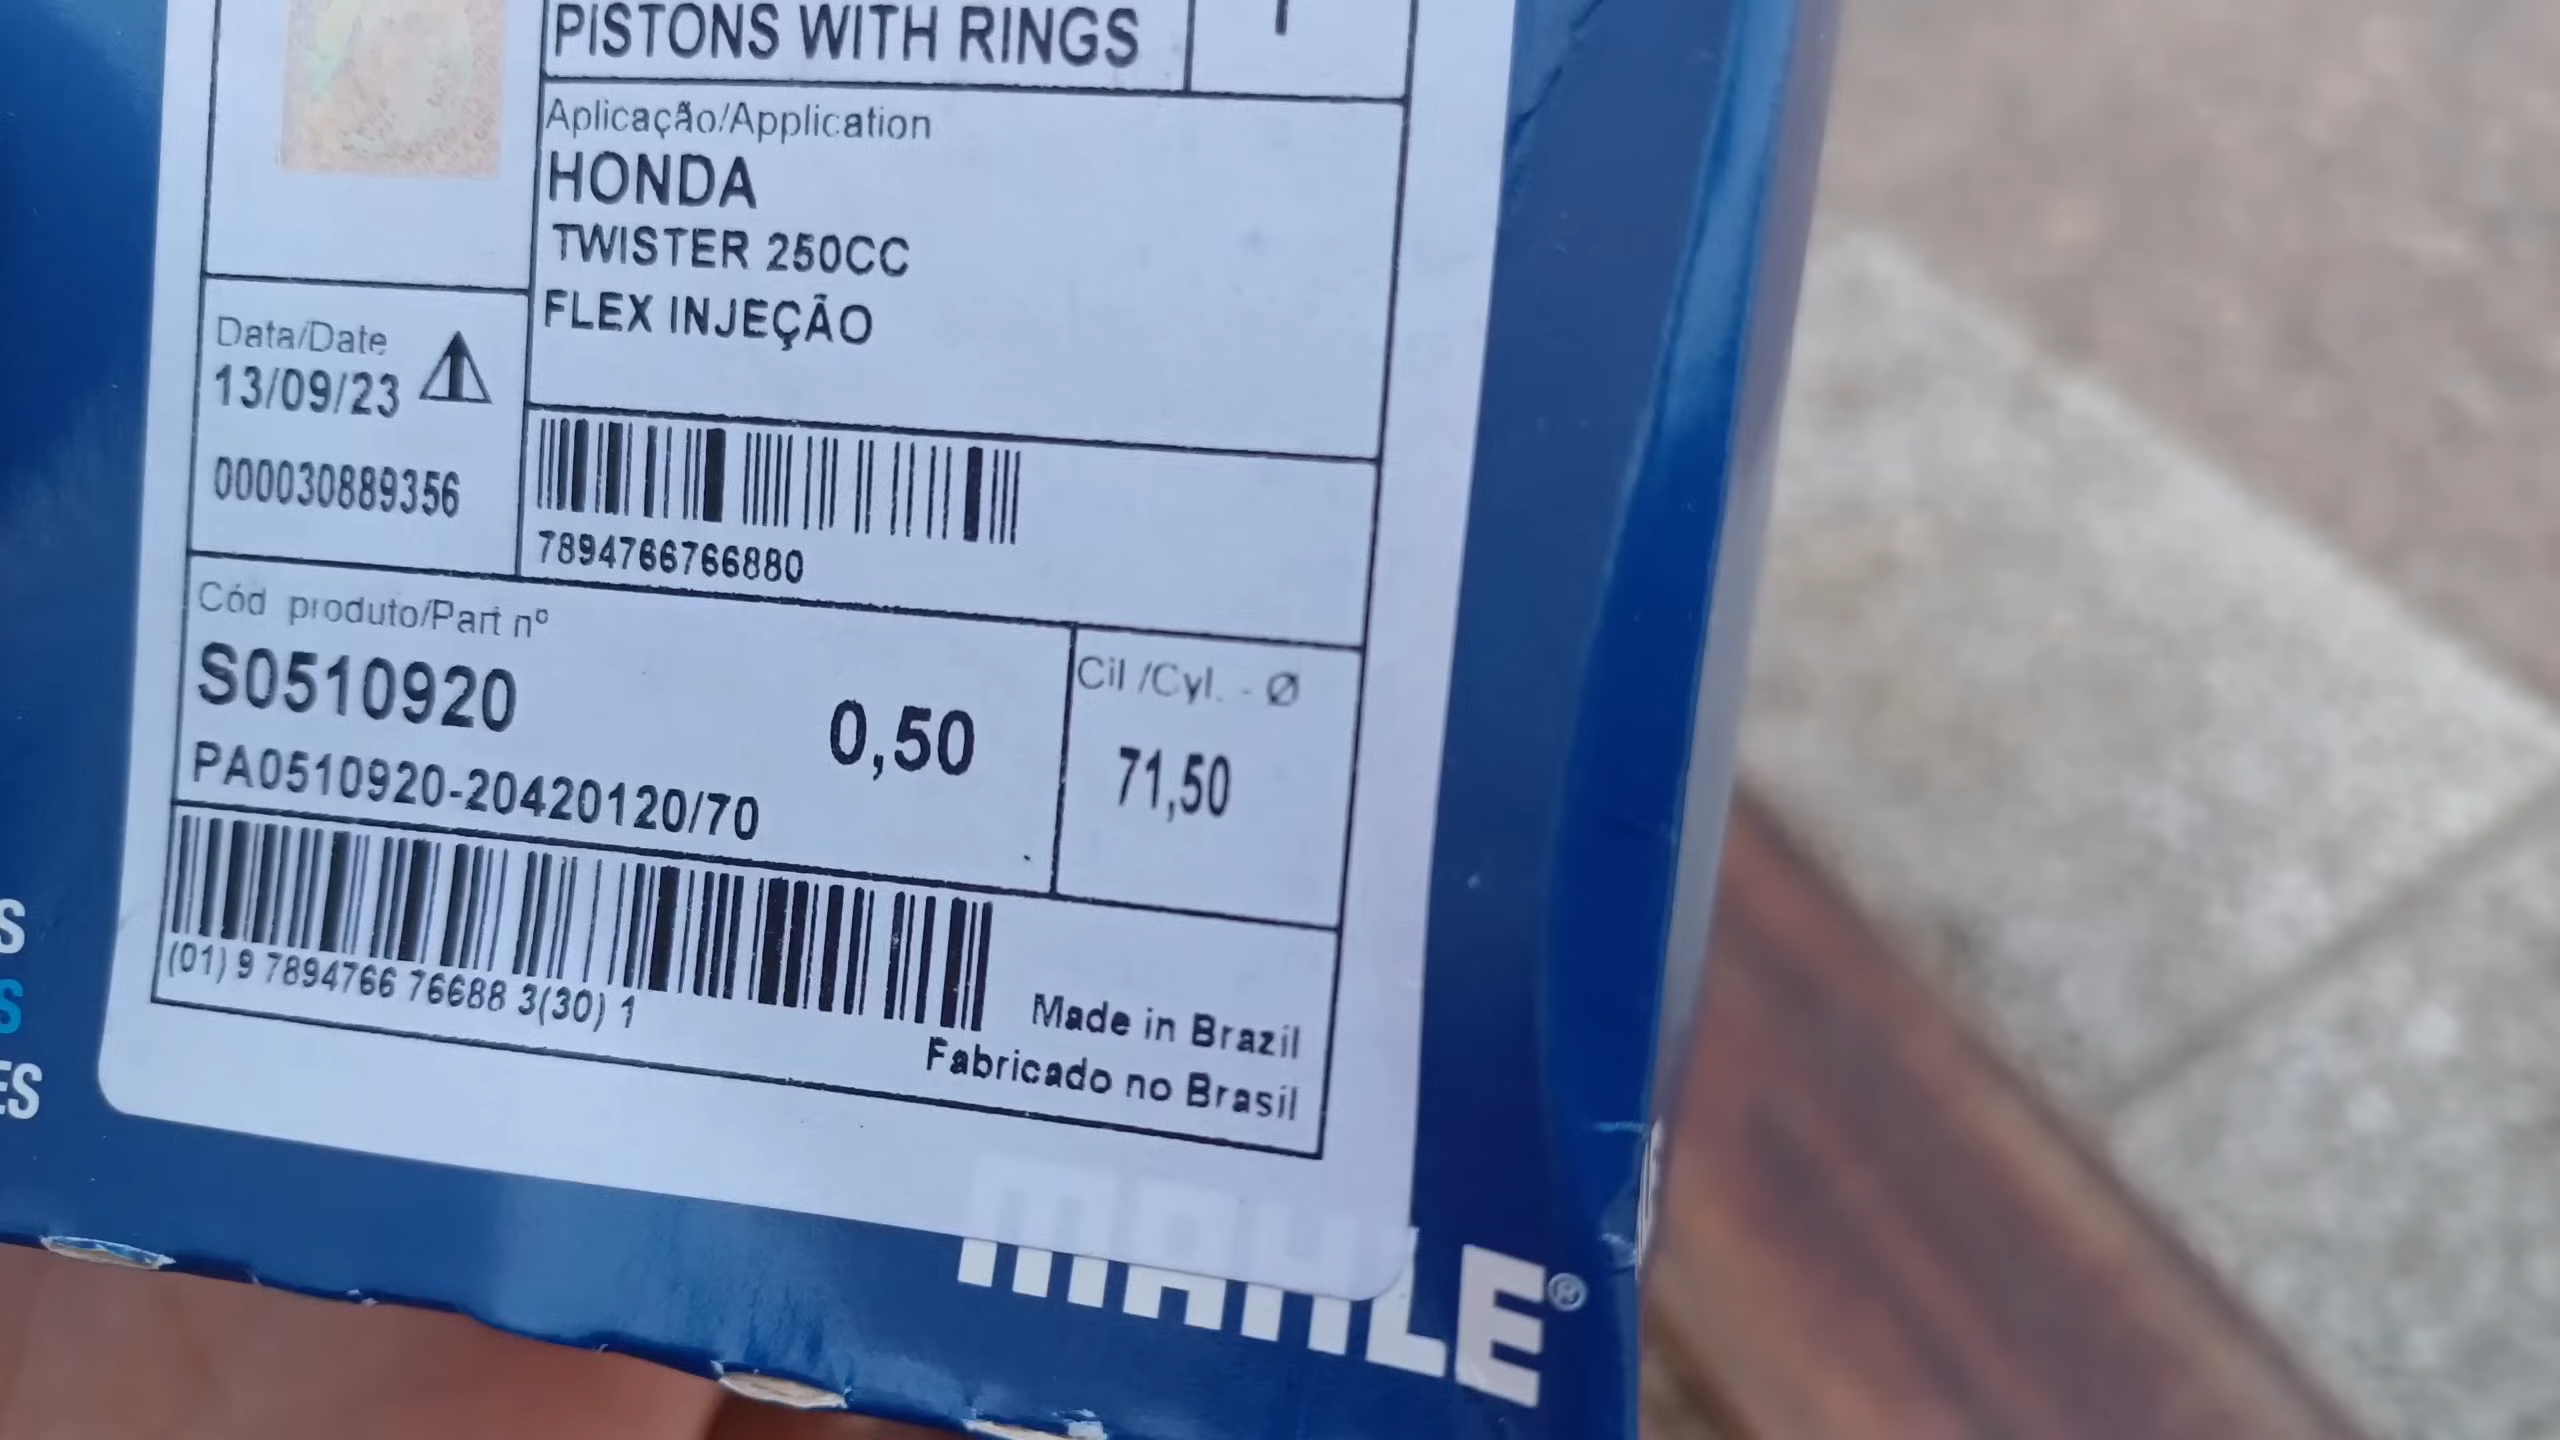 PISTONS WITH RINGS
Aplicação/Application
HONDA
TWISTER 250CC
FLEX INJEÇÃO
Data/Date
13/09/23
000030889356
7894766766880
Cód produto/Part nº
S0510920
0,50
PA0510920-20420120/70
Cil /Cyl. - Ø
71,50
(01) 9 7894766 76688 3(30) 1
Made in Brazil
Fabricado no Brasil
S
S
ES
MAHLE®